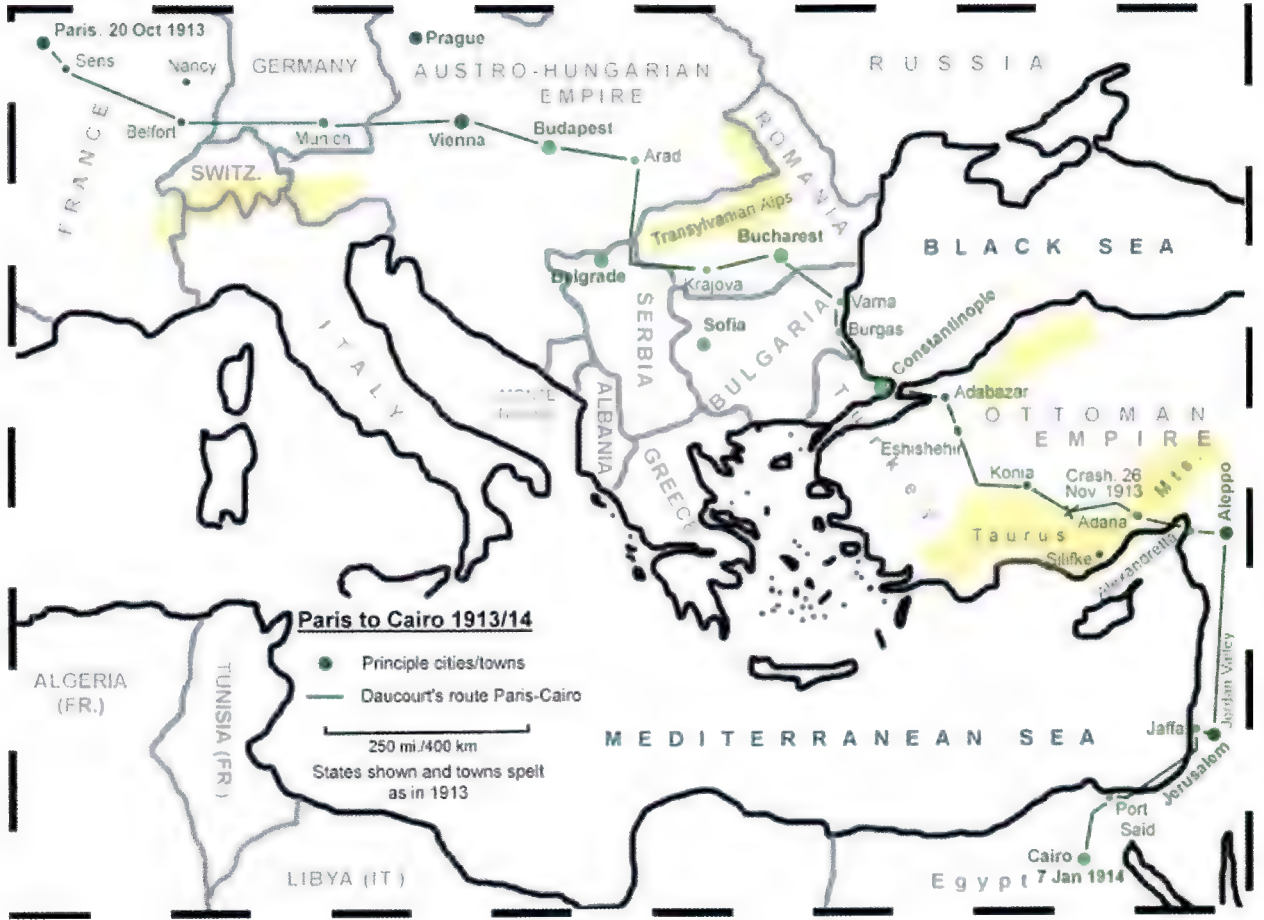 Paris. 20 Oct 1913
Sens
Nancy
Prague
GERMANY
AUSTRO-HUNGARIAN
EMPIRE
RUSSIA
FRANCE
Belfort
Munich
Vienna
Budapest
Arad
ROMANIA
SWITZ.
Transylvanian Alps
Bucharest
BLACK SEA
Belgrade
Krajova
Varna
Burgas
Constantinople
ITALY
SERBIA
Sofia
BULGARIA
ALBANIA
GREECE
Turkey
Adabazar
OTTOMAN
EMPIRE
Eshishehir
Konia
Crash. 26
Nov 1913
Mts.
Aleppo
Adana
Taurus
Silifke
Alexandretta
Paris to Cairo 1913/14
Principle cities/towns
Daucourt's route Paris-Cairo
250 mi./400 km
States shown and towns spelt
as in 1913
ALGERIA
(FR.)
TUNISIA (FR)
LIBYA (IT)
MEDITERRANEAN SEA
Jordan Valley
Jaffa
Jerusalem
Port
Said
Cairo
7 Jan 1914
Egypt